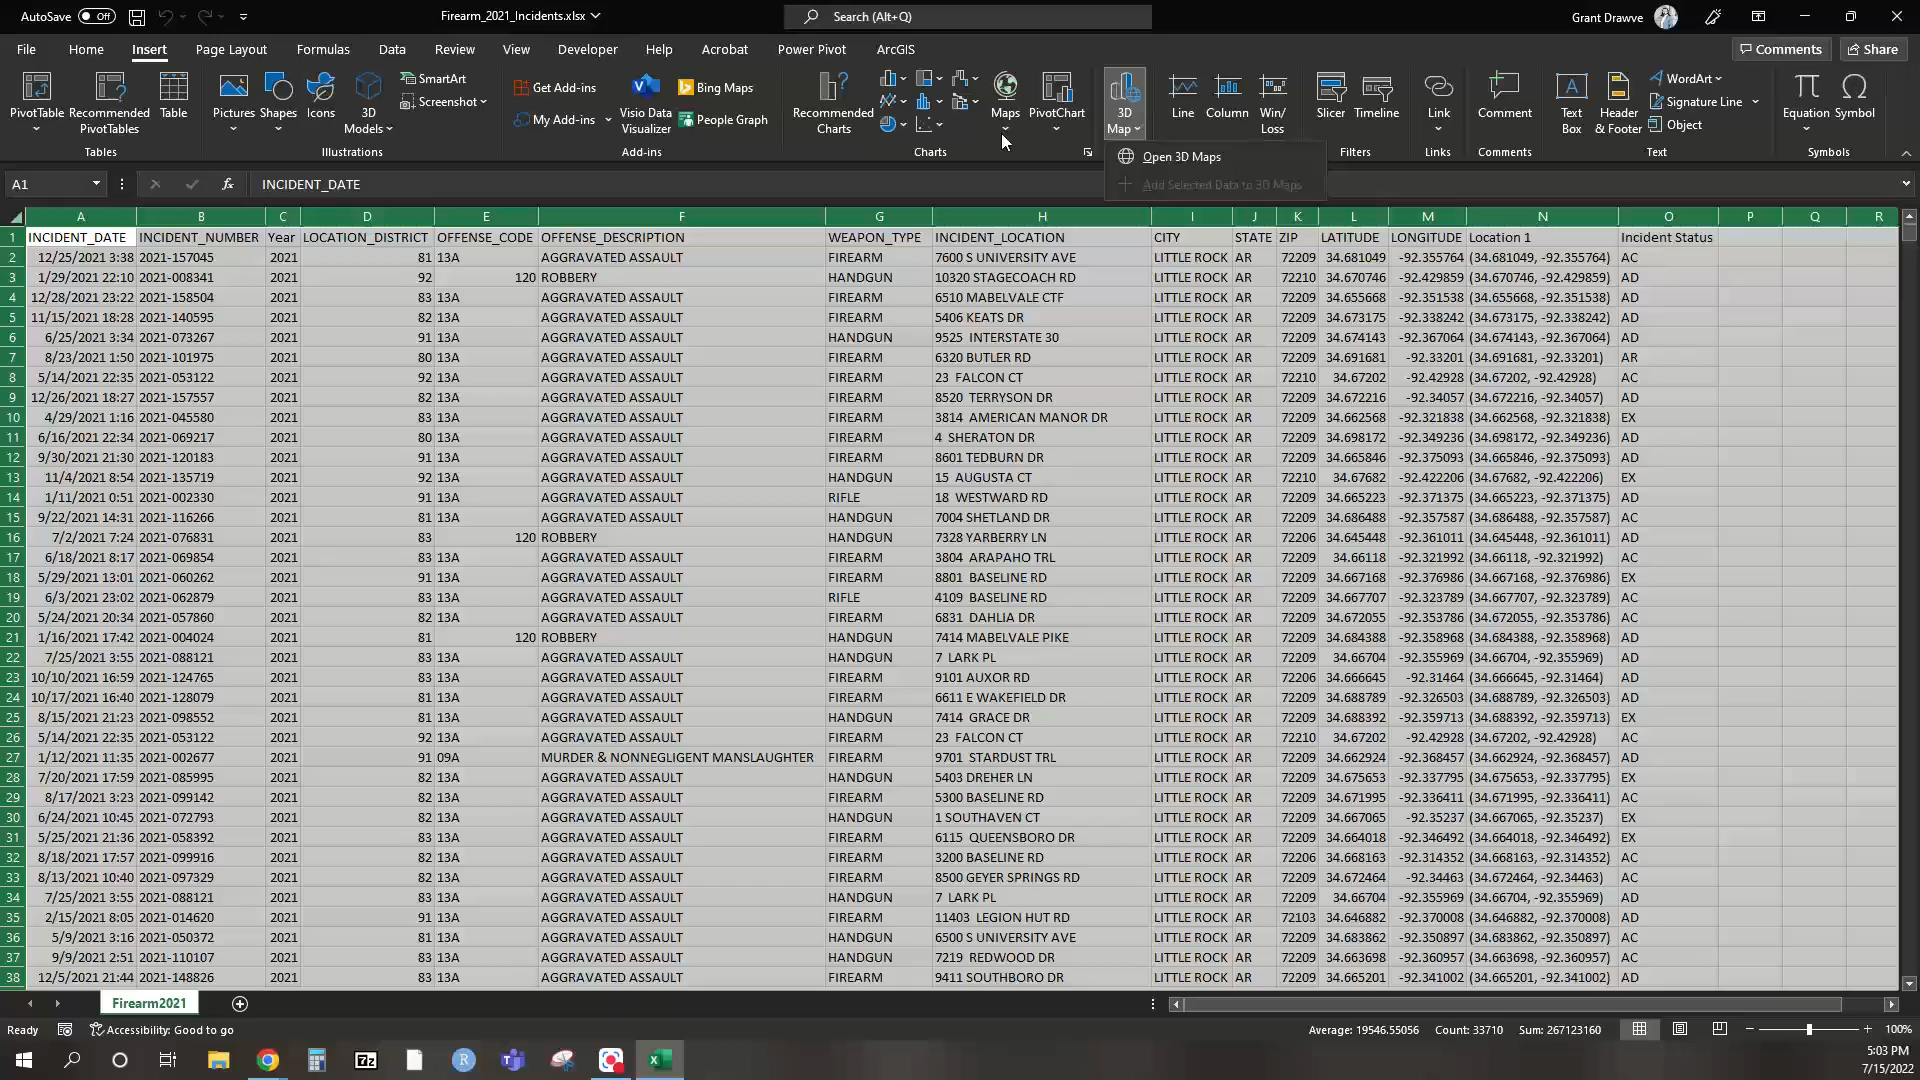 AutoSave Off Firearm_2021_Incidents.xlsx Search (Alt+Q) Grant Drawve
File Home Insert Page Layout Formulas Data Review View Developer Help Acrobat Power Pivot ArcGIS Comments Share
PivotTable Recommended PivotTables Table Pictures Shapes Icons 3D Models SmartArt Screenshot Get Add-ins My Add-ins Visio Data Visualizer Bing Maps People Graph Recommended Charts Maps PivotChart 3D Map Line Column Win/Loss Slicer Timeline Link Comment Text Box Header & Footer WordArt Signature Line Object Equation Symbol
Tables Illustrations Add-ins Charts Filters Links Comments Text Symbols
Open 3D Maps
Add Selected Data to 3D Maps
A1 fx INCIDENT_DATE
A B C D E F G H I J K L M N O P Q R
1 INCIDENT_DATE INCIDENT_NUMBER Year LOCATION_DISTRICT OFFENSE_CODE OFFENSE_DESCRIPTION WEAPON_TYPE INCIDENT_LOCATION CITY STATE ZIP LATITUDE LONGITUDE Location 1 Incident Status
2 12/25/2021 3:38 2021-157045 2021 81 13A AGGRAVATED ASSAULT FIREARM 7600 S UNIVERSITY AVE LITTLE ROCK AR 72209 34.681049 -92.355764 (34.681049, -92.355764) AC
3 1/29/2021 22:10 2021-008341 2021 92 120 ROBBERY HANDGUN 10320 STAGECOACH RD LITTLE ROCK AR 72210 34.670746 -92.429859 (34.670746, -92.429859) AD
4 12/28/2021 23:22 2021-158504 2021 83 13A AGGRAVATED ASSAULT FIREARM 6510 MABELVALE CTF LITTLE ROCK AR 72209 34.655668 -92.351538 (34.655668, -92.351538) AD
5 11/15/2021 18:28 2021-140595 2021 82 13A AGGRAVATED ASSAULT FIREARM 5406 KEATS DR LITTLE ROCK AR 72209 34.673175 -92.338242 (34.673175, -92.338242) AD
6 6/25/2021 3:34 2021-073267 2021 91 13A AGGRAVATED ASSAULT HANDGUN 9525 INTERSTATE 30 LITTLE ROCK AR 72209 34.674143 -92.367064 (34.674143, -92.367064) AD
7 8/23/2021 1:50 2021-101975 2021 80 13A AGGRAVATED ASSAULT FIREARM 6320 BUTLER RD LITTLE ROCK AR 72209 34.691681 -92.33201 (34.691681, -92.33201) AR
8 5/14/2021 22:35 2021-053122 2021 92 13A AGGRAVATED ASSAULT FIREARM 23 FALCON CT LITTLE ROCK AR 72210 34.67202 -92.42928 (34.67202, -92.42928) AC
9 12/26/2021 18:27 2021-157557 2021 82 13A AGGRAVATED ASSAULT FIREARM 8520 TERRYSON DR LITTLE ROCK AR 72209 34.672216 -92.34057 (34.672216, -92.34057) AD
10 4/29/2021 1:16 2021-045580 2021 83 13A AGGRAVATED ASSAULT FIREARM 3814 AMERICAN MANOR DR LITTLE ROCK AR 72209 34.662568 -92.321838 (34.662568, -92.321838) EX
11 6/16/2021 22:34 2021-069217 2021 80 13A AGGRAVATED ASSAULT FIREARM 4 SHERATON DR LITTLE ROCK AR 72209 34.698172 -92.349236 (34.698172, -92.349236) AD
12 9/30/2021 21:30 2021-120183 2021 91 13A AGGRAVATED ASSAULT FIREARM 8601 TEDBURN DR LITTLE ROCK AR 72209 34.665846 -92.375093 (34.665846, -92.375093) AD
13 11/4/2021 8:54 2021-135719 2021 92 13A AGGRAVATED ASSAULT HANDGUN 15 AUGUSTA CT LITTLE ROCK AR 72210 34.67682 -92.422206 (34.67682, -92.422206) EX
14 1/11/2021 0:51 2021-002330 2021 91 13A AGGRAVATED ASSAULT RIFLE 18 WESTWARD RD LITTLE ROCK AR 72209 34.665223 -92.371375 (34.665223, -92.371375) AD
15 9/22/2021 14:31 2021-116266 2021 81 13A AGGRAVATED ASSAULT HANDGUN 7004 SHETLAND DR LITTLE ROCK AR 72209 34.686488 -92.357587 (34.686488, -92.357587) AC
16 7/2/2021 7:24 2021-076831 2021 83 120 ROBBERY HANDGUN 7328 YARBERRY LN LITTLE ROCK AR 72206 34.645448 -92.361011 (34.645448, -92.361011) AD
17 6/18/2021 8:17 2021-069854 2021 83 13A AGGRAVATED ASSAULT FIREARM 3804 ARAPAHO TRL LITTLE ROCK AR 72209 34.66118 -92.321992 (34.66118, -92.321992) AC
18 5/29/2021 13:01 2021-060262 2021 91 13A AGGRAVATED ASSAULT FIREARM 8801 BASELINE RD LITTLE ROCK AR 72209 34.667168 -92.376986 (34.667168, -92.376986) EX
19 6/3/2021 23:02 2021-062879 2021 83 13A AGGRAVATED ASSAULT RIFLE 4109 BASELINE RD LITTLE ROCK AR 72209 34.667707 -92.323789 (34.667707, -92.323789) AC
20 5/24/2021 20:34 2021-057860 2021 82 13A AGGRAVATED ASSAULT FIREARM 6831 DAHLIA DR LITTLE ROCK AR 72209 34.672055 -92.353786 (34.672055, -92.353786) AC
21 1/16/2021 17:42 2021-004024 2021 81 120 ROBBERY HANDGUN 7414 MABELVALE PIKE LITTLE ROCK AR 72209 34.684388 -92.358968 (34.684388, -92.358968) AD
22 7/25/2021 3:55 2021-088121 2021 83 13A AGGRAVATED ASSAULT HANDGUN 7 LARK PL LITTLE ROCK AR 72209 34.66704 -92.355969 (34.66704, -92.355969) AD
23 10/10/2021 16:59 2021-124765 2021 83 13A AGGRAVATED ASSAULT FIREARM 9101 AUXOR RD LITTLE ROCK AR 72206 34.666645 -92.31464 (34.666645, -92.31464) AD
24 10/17/2021 16:40 2021-128079 2021 81 13A AGGRAVATED ASSAULT FIREARM 6611 E WAKEFIELD DR LITTLE ROCK AR 72209 34.688789 -92.326503 (34.688789, -92.326503) AD
25 8/15/2021 21:23 2021-098552 2021 81 13A AGGRAVATED ASSAULT HANDGUN 7414 GRACE DR LITTLE ROCK AR 72209 34.688392 -92.359713 (34.688392, -92.359713) EX
26 5/14/2021 22:35 2021-053122 2021 92 13A AGGRAVATED ASSAULT FIREARM 23 FALCON CT LITTLE ROCK AR 72210 34.67202 -92.42928 (34.67202, -92.42928) AC
27 1/12/2021 11:35 2021-002677 2021 91 09A MURDER & NONNEGLIGENT MANSLAUGHTER FIREARM 9701 STARDUST TRL LITTLE ROCK AR 72209 34.662924 -92.368457 (34.662924, -92.368457) AD
28 7/20/2021 17:59 2021-085995 2021 82 13A AGGRAVATED ASSAULT HANDGUN 5403 DREHER LN LITTLE ROCK AR 72209 34.675653 -92.337795 (34.675653, -92.337795) EX
29 8/17/2021 3:23 2021-099142 2021 82 13A AGGRAVATED ASSAULT FIREARM 5300 BASELINE RD LITTLE ROCK AR 72209 34.671995 -92.336411 (34.671995, -92.336411) AC
30 6/24/2021 10:45 2021-072793 2021 82 13A AGGRAVATED ASSAULT HANDGUN 1 SOUTHAVEN CT LITTLE ROCK AR 72209 34.667065 -92.35237 (34.667065, -92.35237) EX
31 5/25/2021 21:36 2021-058392 2021 83 13A AGGRAVATED ASSAULT FIREARM 6115 QUEENSBORO DR LITTLE ROCK AR 72209 34.664018 -92.346492 (34.664018, -92.346492) EX
32 8/18/2021 17:57 2021-099916 2021 82 13A AGGRAVATED ASSAULT FIREARM 3200 BASELINE RD LITTLE ROCK AR 72206 34.668163 -92.314352 (34.668163, -92.314352) AC
33 8/13/2021 10:40 2021-097329 2021 82 13A AGGRAVATED ASSAULT FIREARM 8500 GEYER SPRINGS RD LITTLE ROCK AR 72209 34.672464 -92.34463 (34.672464, -92.34463) AC
34 7/25/2021 3:55 2021-088121 2021 83 13A AGGRAVATED ASSAULT HANDGUN 7 LARK PL LITTLE ROCK AR 72209 34.66704 -92.355969 (34.66704, -92.355969) AD
35 2/15/2021 8:05 2021-014620 2021 91 13A AGGRAVATED ASSAULT FIREARM 11403 LEGION HUT RD LITTLE ROCK AR 72103 34.646882 -92.370008 (34.646882, -92.370008) AD
36 5/9/2021 3:16 2021-050372 2021 81 13A AGGRAVATED ASSAULT HANDGUN 6500 S UNIVERSITY AVE LITTLE ROCK AR 72209 34.683862 -92.350897 (34.683862, -92.350897) AC
37 9/9/2021 2:51 2021-110107 2021 83 13A AGGRAVATED ASSAULT HANDGUN 7219 REDWOOD DR LITTLE ROCK AR 72209 34.663698 -92.360957 (34.663698, -92.360957) AC
38 12/5/2021 21:44 2021-148826 2021 83 13A AGGRAVATED ASSAULT FIREARM 9411 SOUTHBORO DR LITTLE ROCK AR 72209 34.665201 -92.341002 (34.665201, -92.341002) AD
Firearm2021
Ready Accessibility: Good to go Average: 19546.55056 Count: 33710 Sum: 267123160 100%
7z R 5:03 PM
7/15/2022